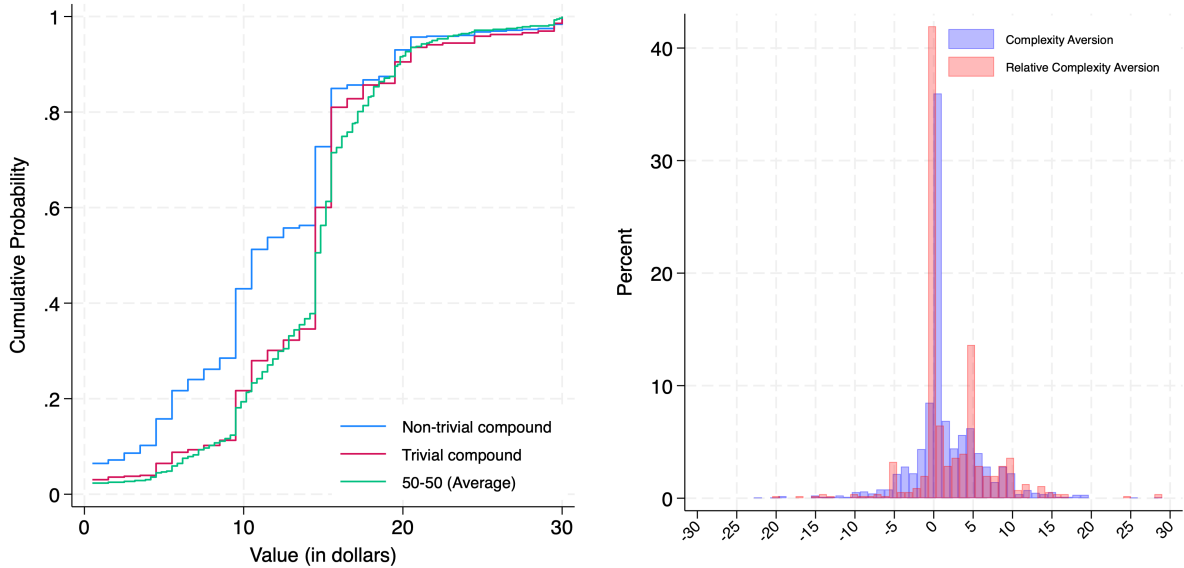 Cumulative Probability
1
.8
.6
.4
.2
0
0 10 20 30
Value (in dollars)
Non-trivial compound
Trivial compound
50-50 (Average)
Percent
40
30
20
10
0
-30 -25 -20 -15 -10 -5 0 5 10 15 20 25 30
Complexity Aversion
Relative Complexity Aversion